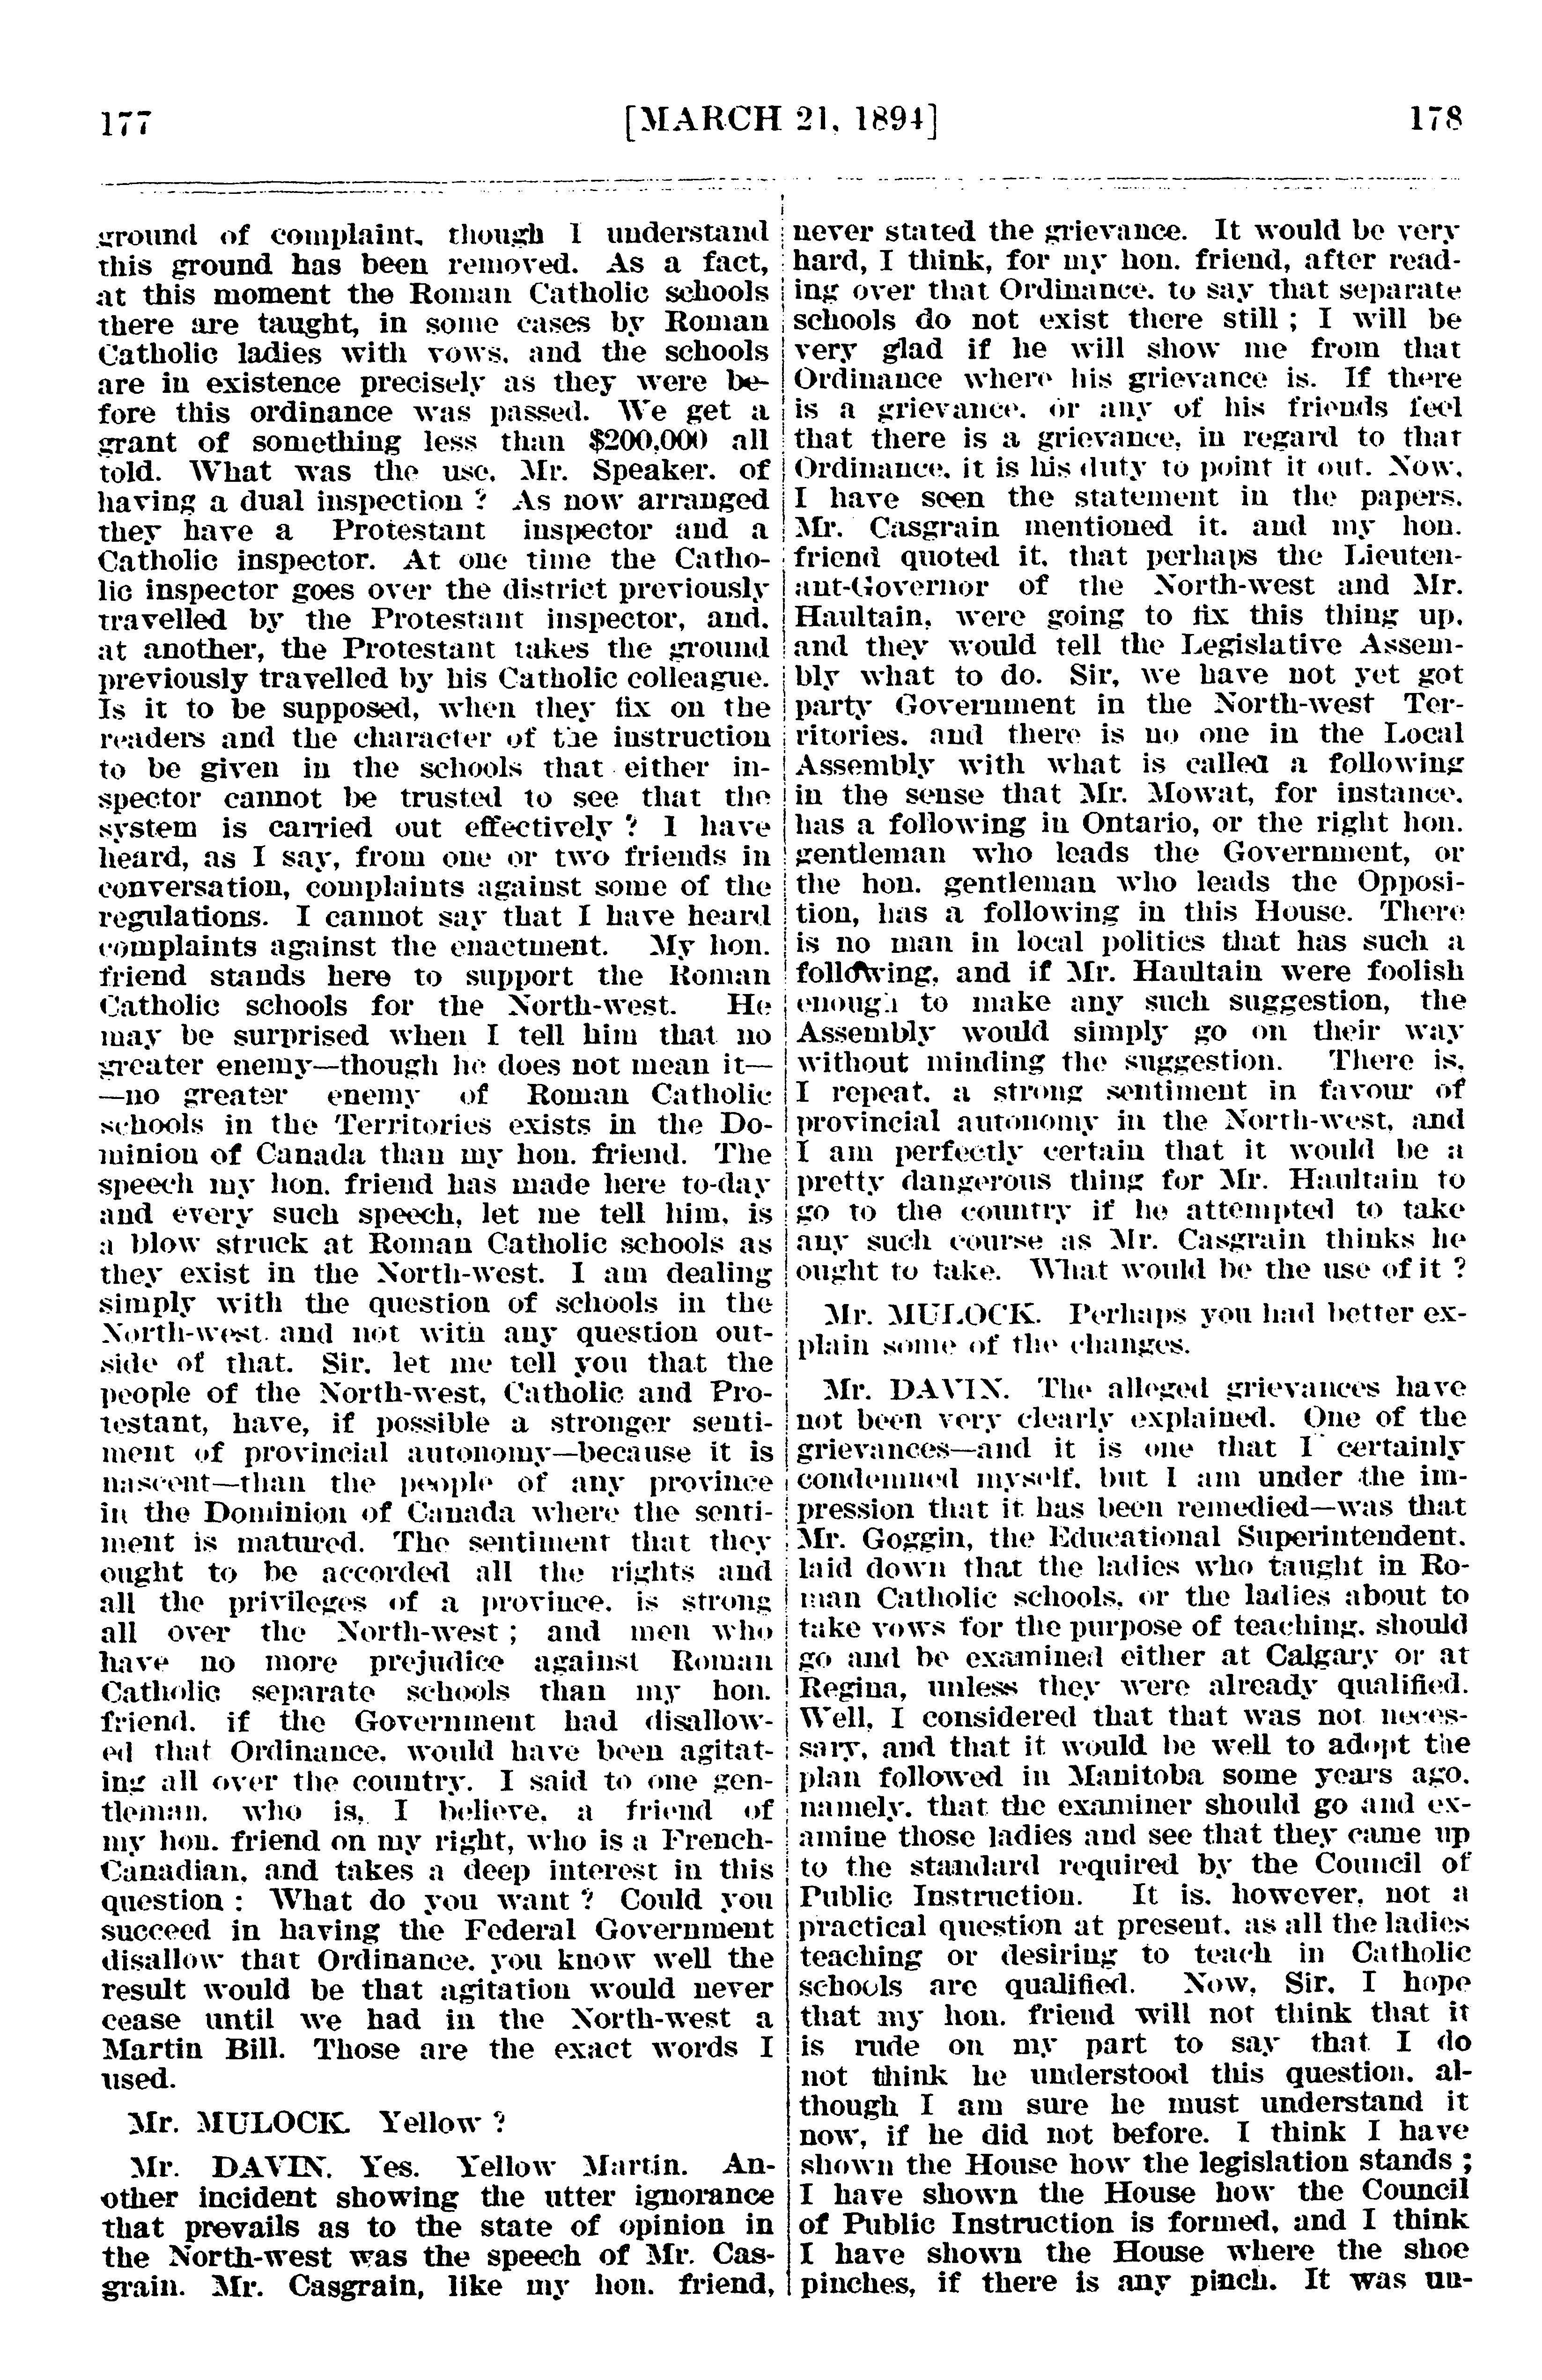 177
[MARCH 21, 1894]
178
ground of complaint, though I understand
this ground has been removed. As a fact,
at this moment the Roman Catholic schools
there are taught, in some cases by Roman
Catholic ladies with vows, and the schools
are in existence precisely as they were be-
fore this ordinance was passed. We get a
grant of something less than $200,000 all
told. What was the use, Mr. Speaker, of
having a dual inspection ? As now arranged
they have a Protestant inspector and a
Catholic inspector. At one time the Catho-
lic inspector goes over the district previously
travelled by the Protestant inspector, and,
at another, the Protestant takes the ground
previously travelled by his Catholic colleague.
Is it to be supposed, when they fix on the
readers and the character of the instruction
to be given in the schools that either in-
spector cannot be trusted to see that the
system is carried out effectively ? I have
heard, as I say, from one or two friends in
conversation, complaints against some of the
regulations. I cannot say that I have heard
complaints against the enactment. My hon.
friend stands here to support the Roman
Catholic schools for the North-west. He
may be surprised when I tell him that no
greater enemy—though he does not mean it—
—no greater enemy of Roman Catholic
schools in the Territories exists in the Do-
minion of Canada than my hon. friend. The
speech my hon. friend has made here to-day
and every such speech, let me tell him, is
a blow struck at Roman Catholic schools as
they exist in the North-west. I am dealing
simply with the question of schools in the
North-west, and not with any question out-
side of that. Sir, let me tell you that the
people of the North-west, Catholic and Pro-
testant, have, if possible a stronger senti-
ment of provincial autonomy—because it is
nascent—than the people of any province
in the Dominion of Canada where the senti-
ment is matured. The sentiment that they
ought to be accorded all the rights and
all the privileges of a province, is strong
all over the North-west ; and men who
have no more prejudice against Roman
Catholic separate schools than my hon.
friend, if the Government had disallow-
ed that Ordinance, would have been agitat-
ing all over the country. I said to one gen-
tleman, who is, I believe, a friend of
my hon. friend on my right, who is a French-
Canadian, and takes a deep interest in this
question : What do you want ? Could you
succeed in having the Federal Government
disallow that Ordinance, you know well the
result would be that agitation would never
cease until we had in the North-west a
Martin Bill. Those are the exact words I
used.
Mr. MULOCK. Yellow ?
Mr. DAVIN. Yes. Yellow Martin. An-
other incident showing the utter ignorance
that prevails as to the state of opinion in
the North-west was the speech of Mr. Cas-
grain. Mr. Casgrain, like my hon. friend,
never stated the grievance. It would be very
hard, I think, for my hon. friend, after read-
ing over that Ordinance, to say that separate
schools do not exist there still ; I will be
very glad if he will show me from that
Ordinance where his grievance is. If there
is a grievance, or any of his friends feel
that there is a grievance, in regard to that
Ordinance, it is his duty to point it out. Now,
I have seen the statement in the papers,
Mr. Casgrain mentioned it, and my hon.
friend quoted it, that perhaps the Lieuten-
ant-Governor of the North-west and Mr.
Haultain, were going to fix this thing up,
and they would tell the Legislative Assem-
bly what to do. Sir, we have not yet got
party Government in the North-west Ter-
ritories, and there is no one in the Local
Assembly with what is called a following
in the sense that Mr. Mowat, for instance,
has a following in Ontario, or the right hon.
gentleman who leads the Government, or
the hon. gentleman who leads the Opposi-
tion, has a following in this House. There
is no man in local politics that has such a
following, and if Mr. Haultain were foolish
enough to make any such suggestion, the
Assembly would simply go on their way
without minding the suggestion. There is,
I repeat, a strong sentiment in favour of
provincial autonomy in the North-west, and
I am perfectly certain that it would be a
pretty dangerous thing for Mr. Haultain to
go to the country if he attempted to take
any such course as Mr. Casgrain thinks he
ought to take. What would be the use of it ?
Mr. MULOCK. Perhaps you had better ex-
plain some of the changes.
Mr. DAVIN. The alleged grievances have
not been very clearly explained. One of the
grievances—and it is one that I certainly
condemned myself, but I am under the im-
pression that it has been remedied—was that
Mr. Goggin, the Educational Superintendent,
laid down that the ladies who taught in Ro-
man Catholic schools, or the ladies about to
take vows for the purpose of teaching, should
go and be examined either at Calgary or at
Regina, unless they were already qualified.
Well, I considered that that was not neces-
sary, and that it would be well to adopt the
plan followed in Manitoba some years ago,
namely, that the examiner should go and ex-
amine those ladies and see that they came up
to the standard required by the Council of
Public Instruction. It is, however, not a
practical question at present, as all the ladies
teaching or desiring to teach in Catholic
schools are qualified. Now, Sir, I hope
that my hon. friend will not think that it
is rude on my part to say that I do
not think he understood this question, al-
though I am sure he must understand it
now, if he did not before. I think I have
shown the House how the legislation stands ;
I have shown the House how the Council
of Public Instruction is formed, and I think
I have shown the House where the shoe
pinches, if there is any pinch. It was un-